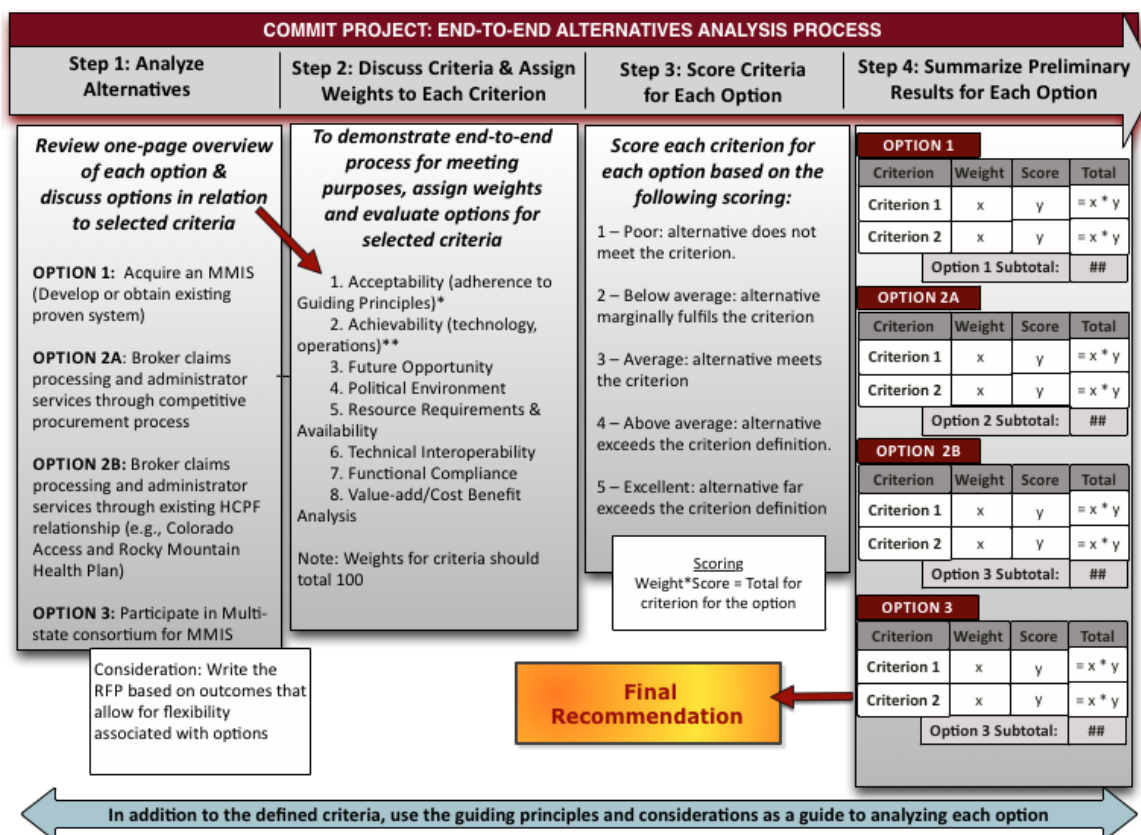 COMMIT PROJECT: END-TO-END ALTERNATIVES ANALYSIS PROCESS
Step 1: Analyze
Alternatives
Step 2: Discuss Criteria & Assign
Weights to Each Criterion
Step 3: Score Criteria
for Each Option
Step 4: Summarize Preliminary
Results for Each Option
Review one-page overview
of each option &
discuss options in relation
to selected criteria
OPTION 1: Acquire an MMIS
(Develop or obtain existing
proven system)
OPTION 2A: Broker claims
processing and administrator
services through competitive
procurement process
OPTION 2B: Broker claims
processing and administrator
services through existing HCPF
relationship (e.g., Colorado
Access and Rocky Mountain
Health Plan)
OPTION 3: Participate in Multi-
state consortium for MMIS
Consideration: Write the
RFP based on outcomes that
allow for flexibility
associated with options
To demonstrate end-to-end
process for meeting
purposes, assign weights
and evaluate options for
selected criteria
1. Acceptability (adherence to
Guiding Principles)*
2. Achievability (technology,
operations)**
3. Future Opportunity
4. Political Environment
5. Resource Requirements &
Availability
6. Technical Interoperability
7. Functional Compliance
8. Value-add/Cost Benefit
Analysis
Note: Weights for criteria should
total 100
Score each criterion for
each option based on the
following scoring:
1 – Poor: alternative does not
meet the criterion.
2 – Below average: alternative
marginally fulfils the criterion
3 – Average: alternative meets
the criterion
4 – Above average: alternative
exceeds the criterion definition.
5 – Excellent: alternative far
exceeds the criterion definition
Scoring
Weight*Score = Total for
criterion for the option
OPTION 1
Criterion Weight Score Total
Criterion 1 x y = x * y
Criterion 2 x y = x * y
Option 1 Subtotal: ##
OPTION 2A
Criterion Weight Score Total
Criterion 1 x y = x * y
Criterion 2 x y = x * y
Option 2 Subtotal: ##
OPTION 2B
Criterion Weight Score Total
Criterion 1 x y = x * y
Criterion 2 x y = x * y
Option 3 Subtotal: ##
OPTION 3
Criterion Weight Score Total
Criterion 1 x y = x * y
Criterion 2 x y = x * y
Option 3 Subtotal: ##
Final
Recommendation
In addition to the defined criteria, use the guiding principles and considerations as a guide to analyzing each option